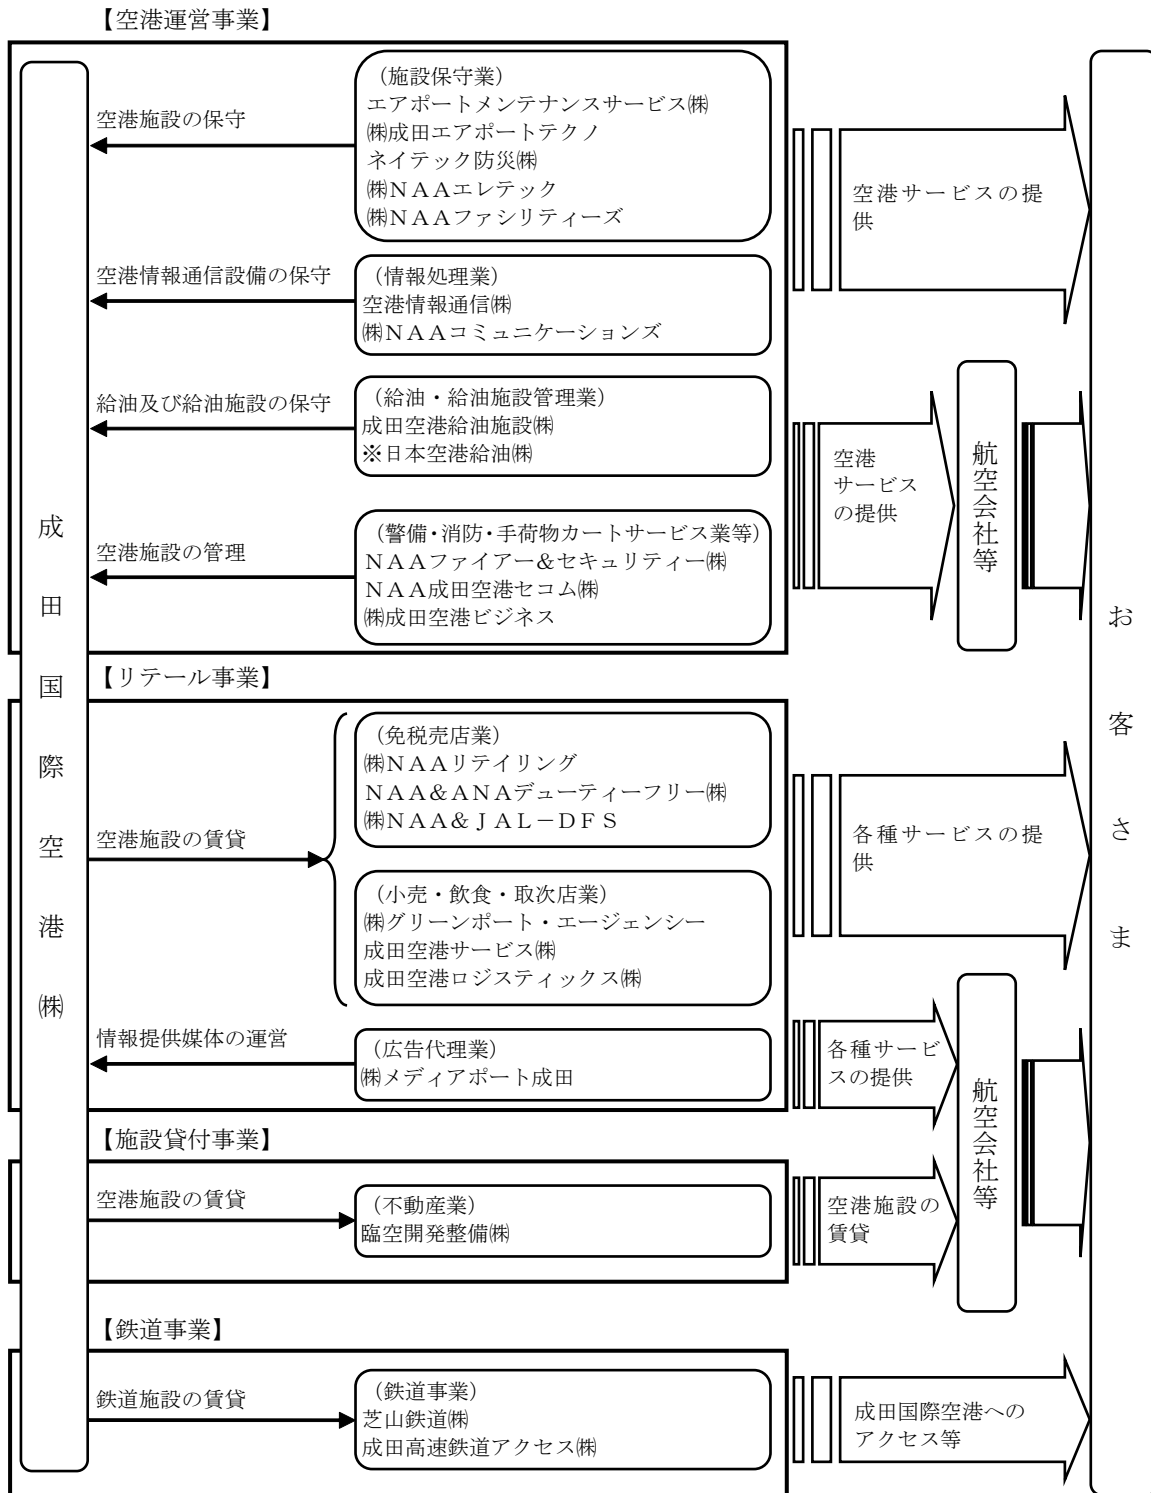 【空港運営事業】
空港施設の保守
（施設保守業）
エアポートメンテナンスサービス㈱
㈱成田エアポートテクノ
ネイテック防災㈱
㈱ＮＡＡエレテック
㈱ＮＡＡファシリティーズ
空港サービスの提
供
空港情報通信設備の保守
（情報処理業）
空港情報通信㈱
㈱ＮＡＡコミュニケーションズ
給油及び給油施設の保守
（給油・給油施設管理業）
成田空港給油施設㈱
※日本空港給油㈱
空港
サービス
の提供
航空会社等
空港施設の管理
（警備・消防・手荷物カートサービス業等）
ＮＡＡファイアー＆セキュリティー㈱
ＮＡＡ成田空港セコム㈱
㈱成田空港ビジネス
成田国際空港㈱
お客さま
【リテール事業】
空港施設の賃貸
（免税売店業）
㈱ＮＡＡリテイリング
ＮＡＡ＆ＡＮＡデューティーフリー㈱
㈱ＮＡＡ＆ＪＡＬ－ＤＦＳ
各種サービスの提
供
（小売・飲食・取次店業）
㈱グリーンポート・エージェンシー
成田空港サービス㈱
成田空港ロジスティックス㈱
情報提供媒体の運営
（広告代理業）
㈱メディアポート成田
各種サービ
スの提供
航空会社等
【施設貸付事業】
空港施設の賃貸
（不動産業）
臨空開発整備㈱
空港施設の
賃貸
【鉄道事業】
鉄道施設の賃貸
（鉄道事業）
芝山鉄道㈱
成田高速鉄道アクセス㈱
成田国際空港への
アクセス等